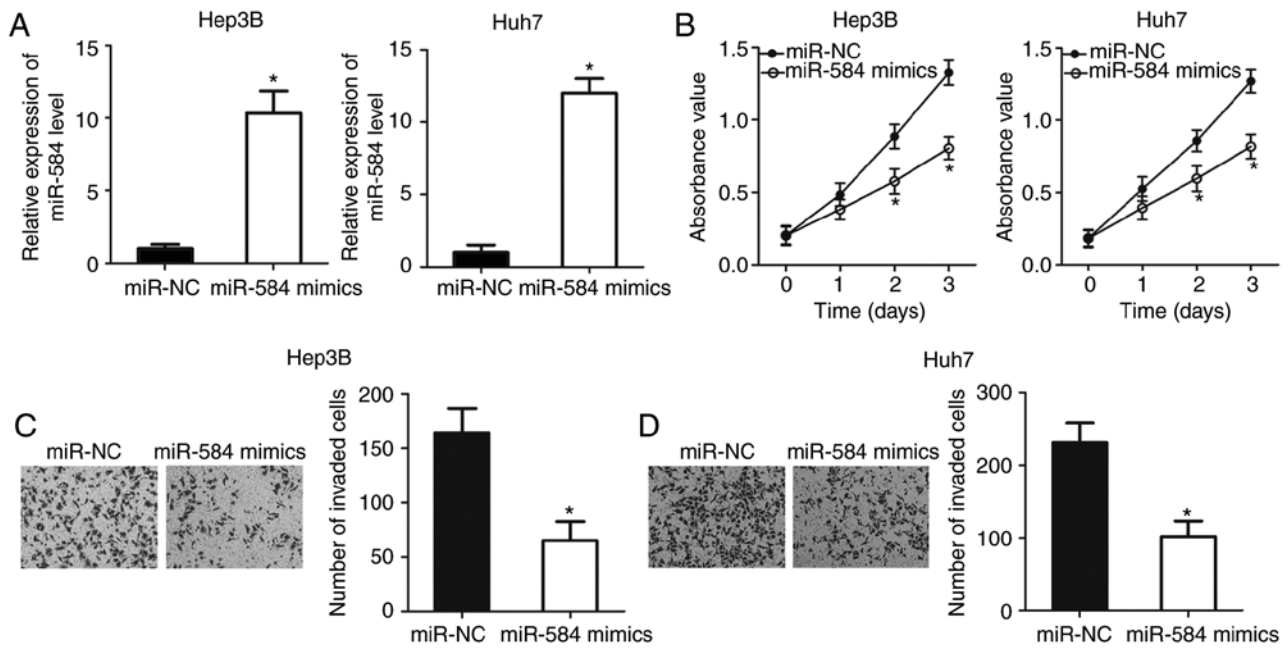 A
Hep3B
Relative expression of
miR-584 level
15
10
5
0
*
miR-NC
miR-584 mimics
Huh7
Relative expression of
miR-584 level
15
10
5
0
*
miR-NC
miR-584 mimics
B
Hep3B
Absorbance value
1.5
1.0
0.5
0.0
miR-NC
miR-584 mimics
*
*
0 1 2 3
Time (days)
Huh7
Absorbance value
1.5
1.0
0.5
0.0
miR-NC
miR-584 mimics
*
*
0 1 2 3
Time (days)
Hep3B
C
miR-NC
miR-584 mimics
Number of invaded cells
200
150
100
50
0
*
miR-NC
miR-584 mimics
Huh7
D
miR-NC
miR-584 mimics
Number of invaded cells
300
200
100
0
*
miR-NC
miR-584 mimics